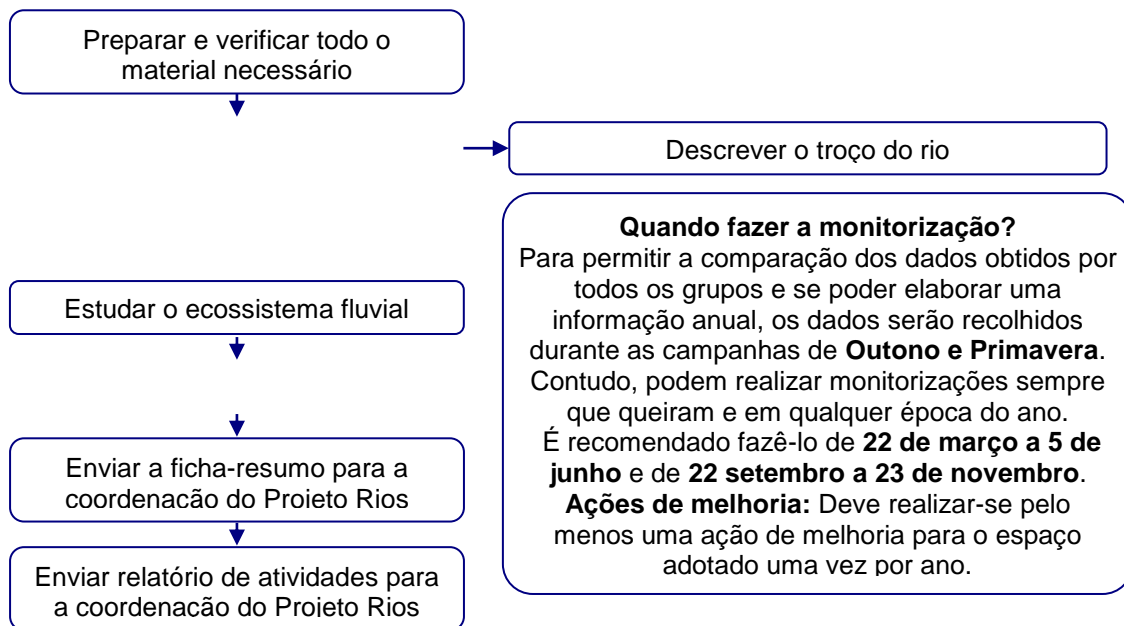 Preparar e verificar todo o
material necessário
Descrever o troço do rio
Estudar o ecossistema fluvial
Enviar a ficha-resumo para a
coordenação do Projeto Rios
Enviar relatório de atividades para
a coordenação do Projeto Rios
Quando fazer a monitorização?
Para permitir a comparação dos dados obtidos por
todos os grupos e se poder elaborar uma
informação anual, os dados serão recolhidos
durante as campanhas de Outono e Primavera.
Contudo, podem realizar monitorizações sempre
que queiram e em qualquer época do ano.
É recomendado fazê-lo de 22 de março a 5 de
junho e de 22 setembro a 23 de novembro.
Ações de melhoria: Deve realizar-se pelo
menos uma ação de melhoria para o espaço
adotado uma vez por ano.